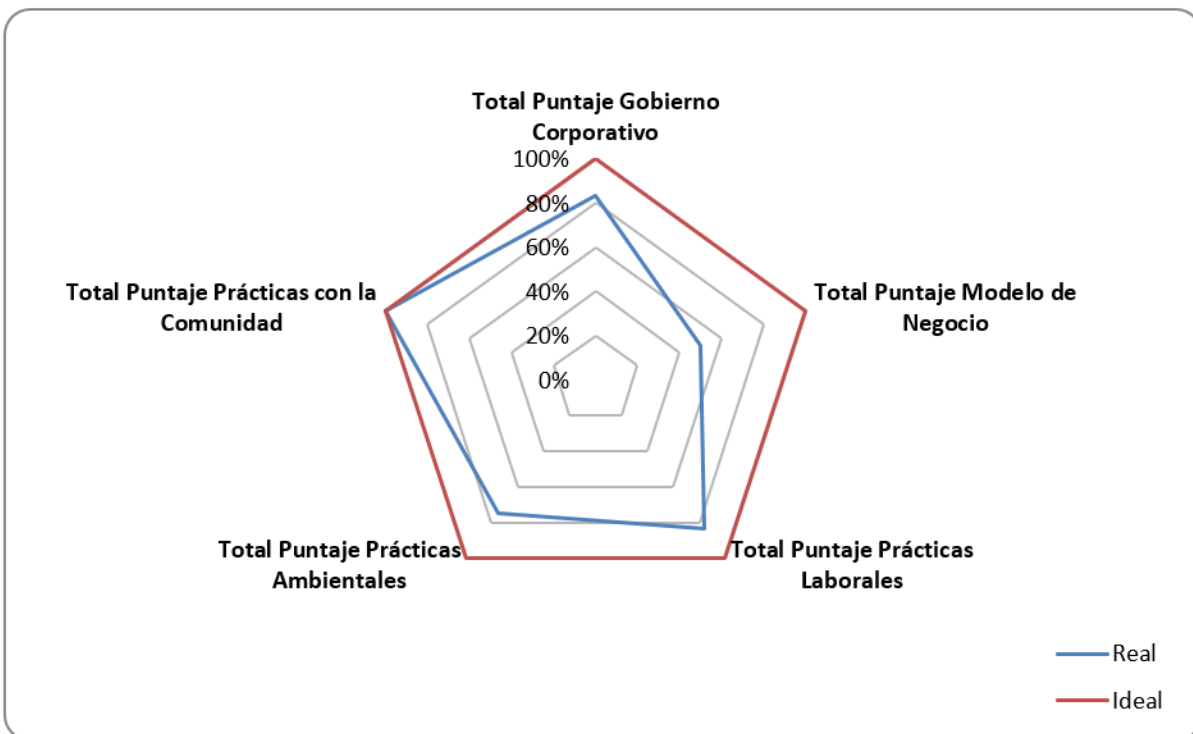 Total Puntaje Gobierno
Corporativo
100%
80%
60%
40%
20%
0%
Total Puntaje Modelo de
Negocio
Total Puntaje Prácticas
Laborales
Total Puntaje Prácticas
Ambientales
Total Puntaje Prácticas con la
Comunidad
Real
Ideal